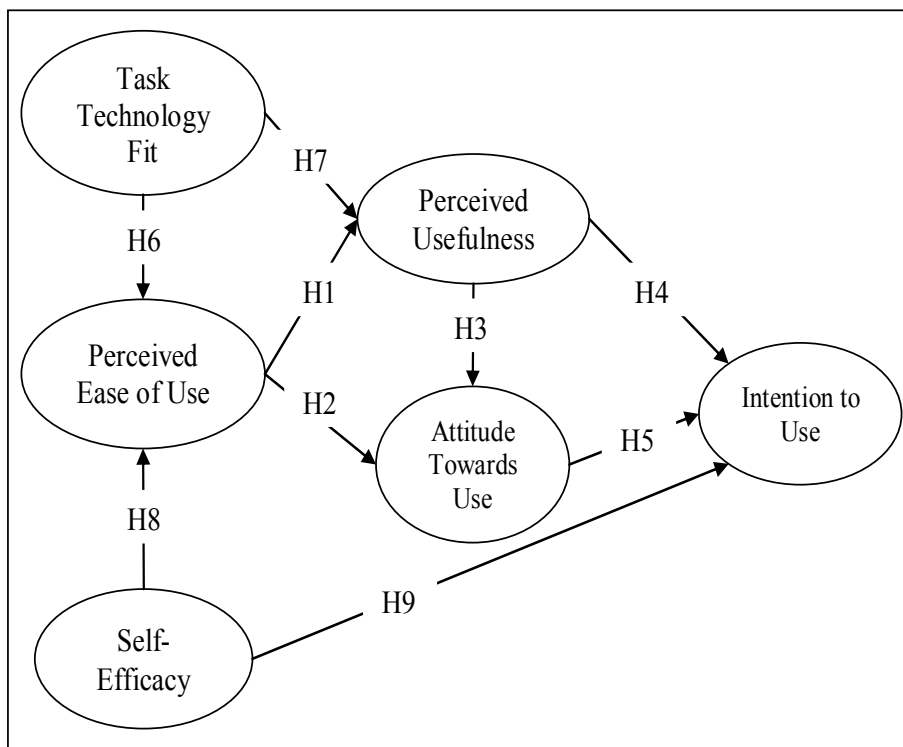 Task
Technology
Fit
H7
Perceived
Usefulness
H6
H1
H4
H3
Perceived
Ease of Use
H2
Intention to
Use
Attitude
Towards
Use
H5
H8
H9
Self-
Efficacy